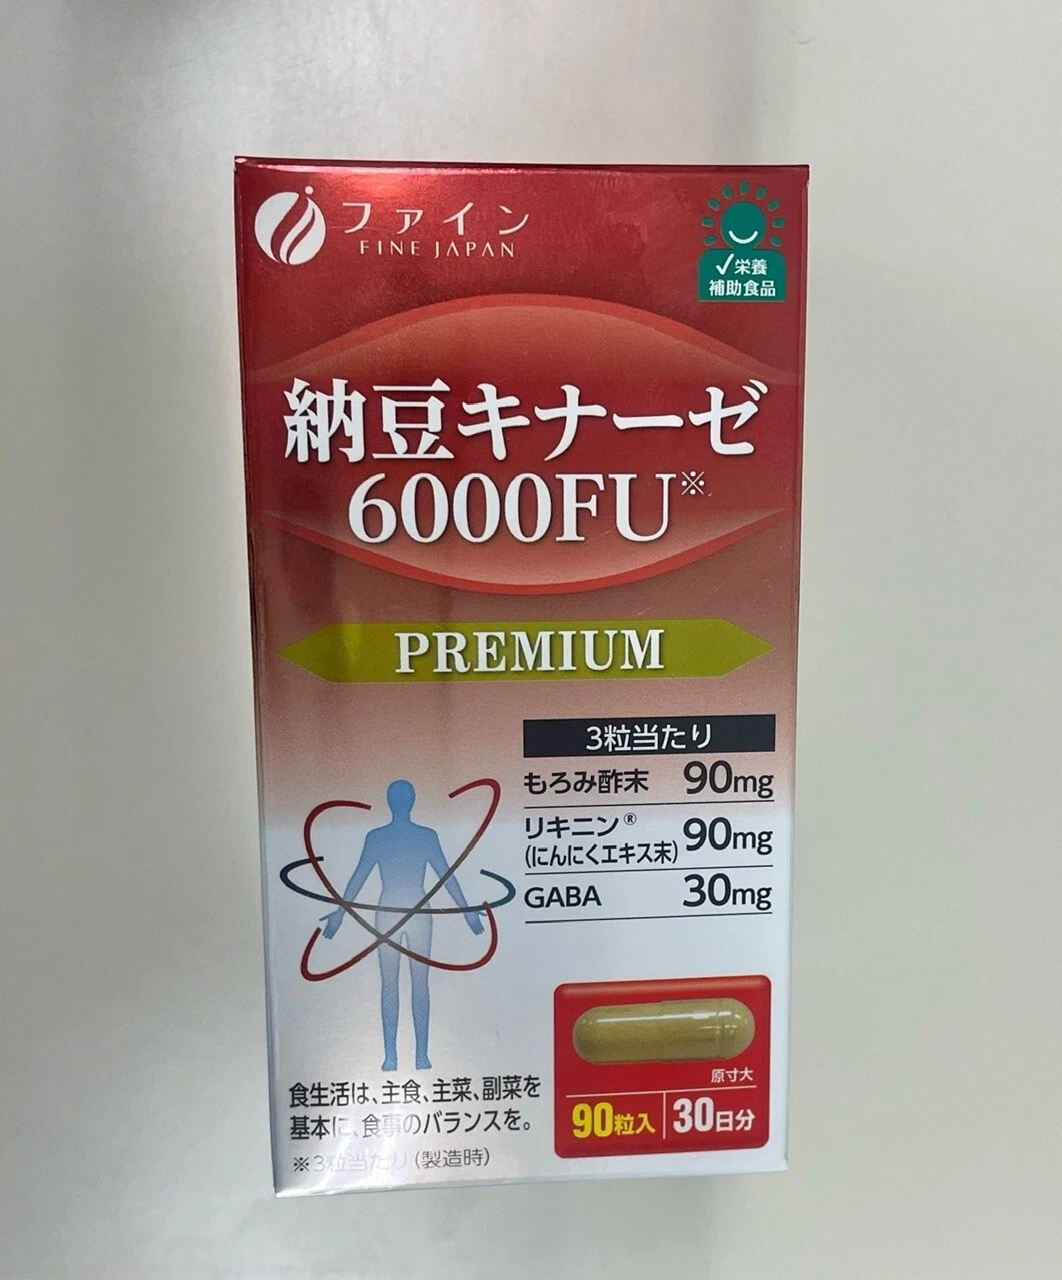 ファイン
FINE JAPAN
✓栄養
補助食品
納豆キナーゼ
6000FU※
PREMIUM
3粒当たり
もろみ酢末 90mg
リキニン® 90mg
(にんにくエキス末)
GABA 30mg
原寸大
90粒入 30日分
食生活は、主食、主菜、副菜を
基本に、食事のバランスを。
※3粒当たり(製造時)